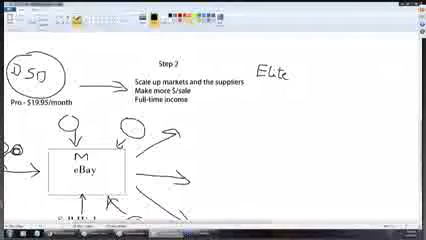 Step 2
DSD
Elite
Scale up markets and the suppliers
Make more $/sale
Full-time income
Pro - $19.95/month
M
eBay